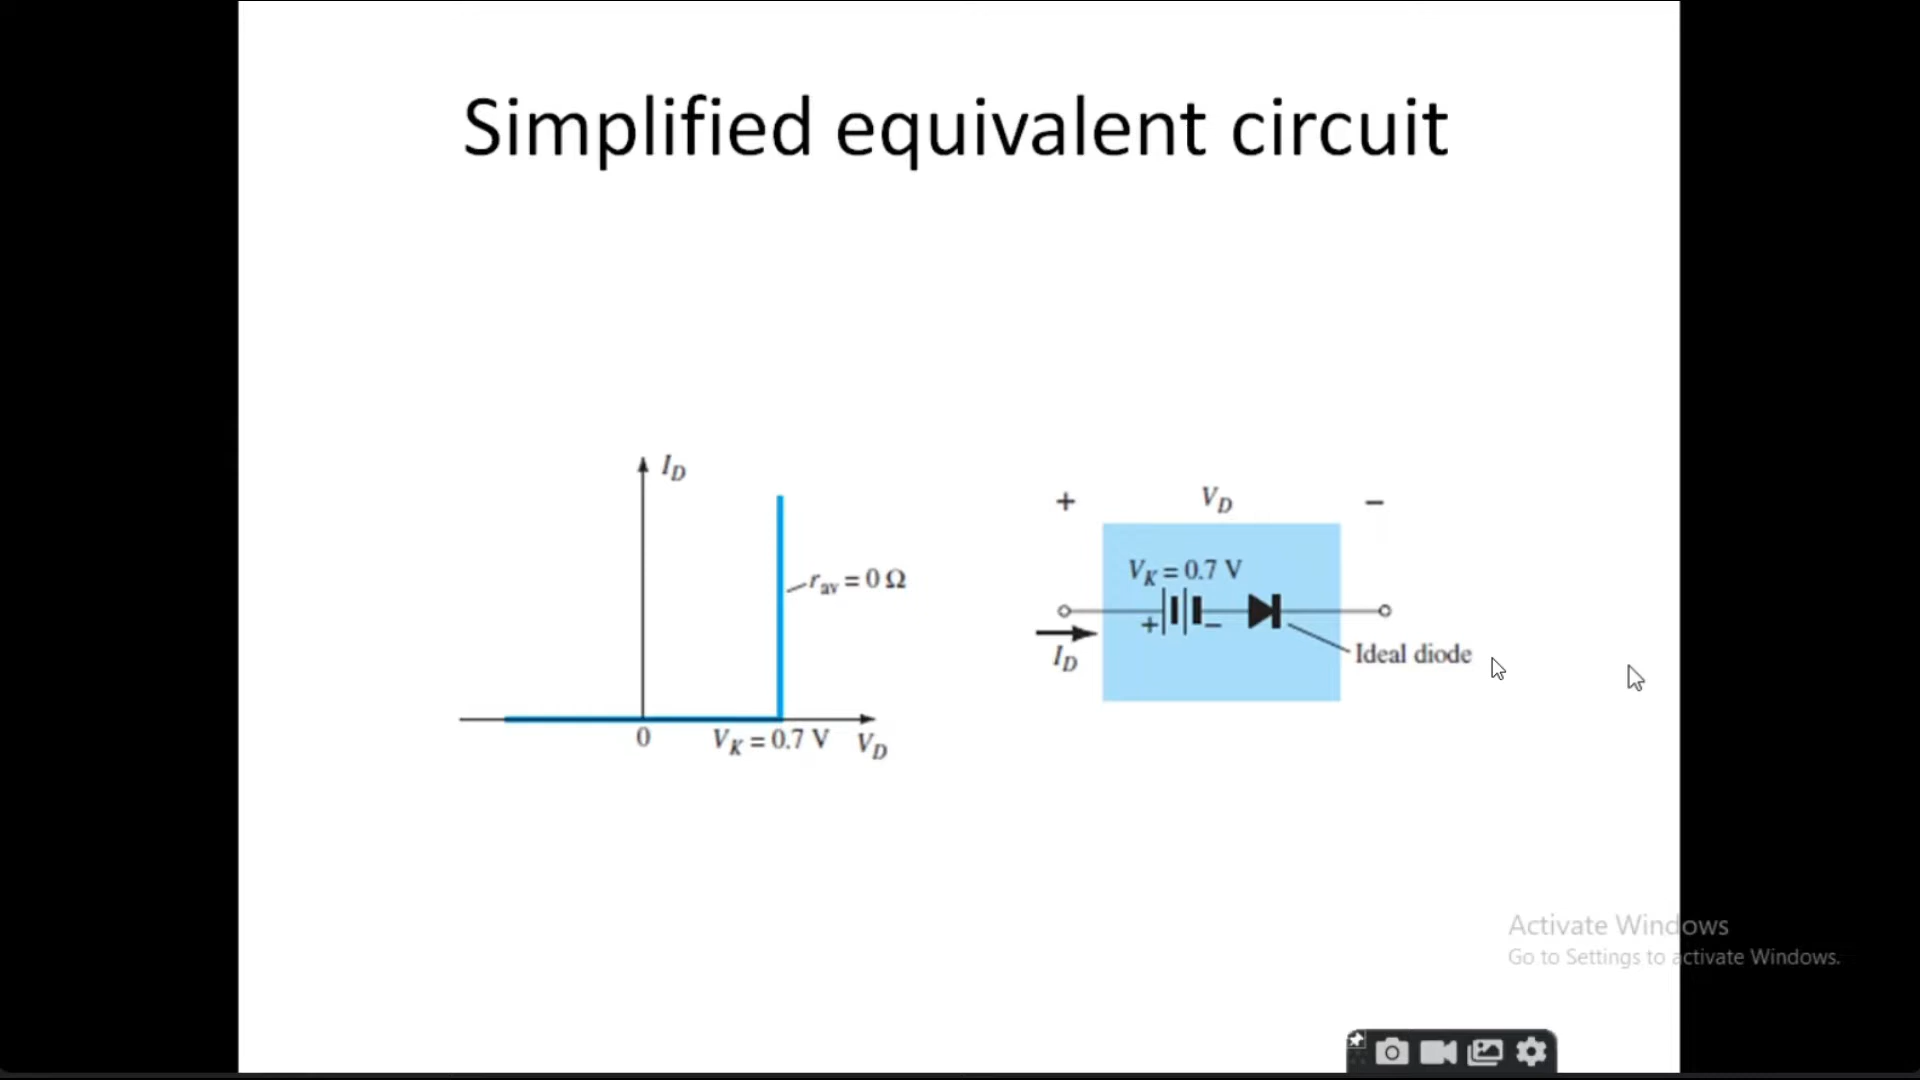 Simplified equivalent circuit
I_D
r_av = 0 Ω
0
V_K = 0.7 V
V_D
+ V_D −
V_K = 0.7 V
+ −
I_D
Ideal diode
Activate Windows
Go to Settings to activate Windows.